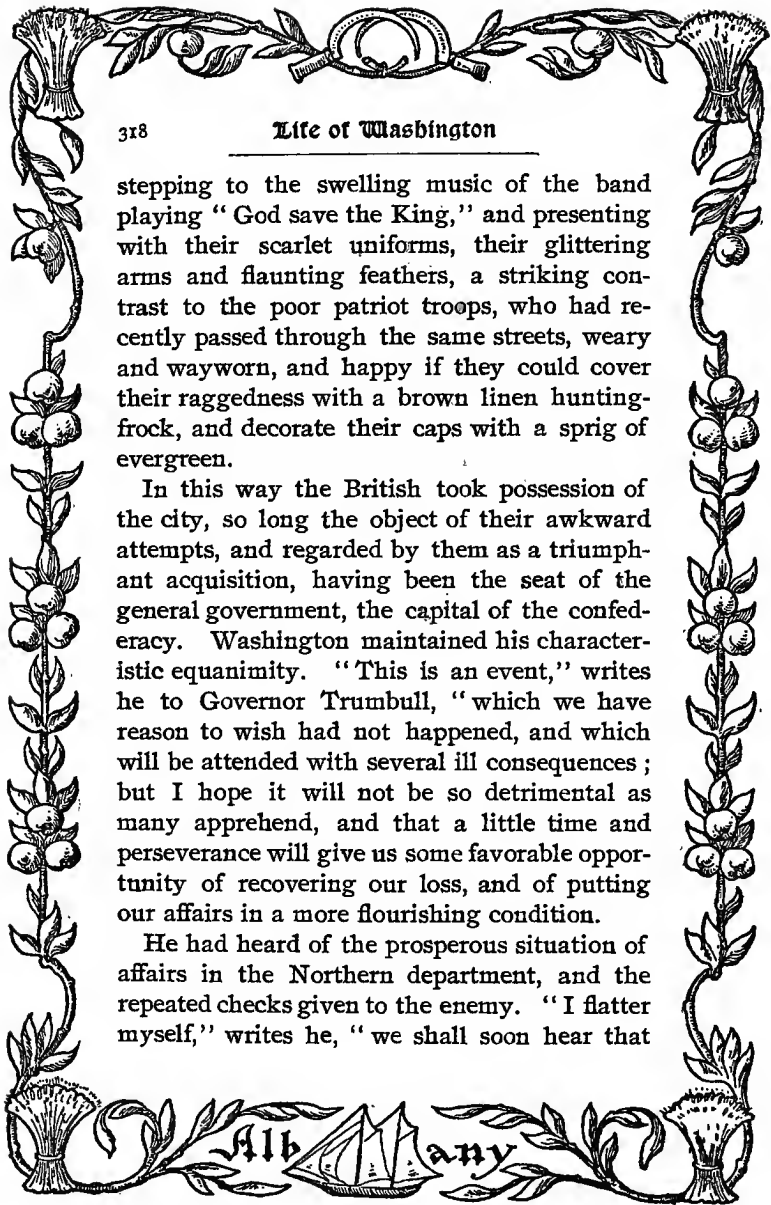 318 Life of Washington
stepping to the swelling music of the band
playing “ God save the King,” and presenting
with their scarlet uniforms, their glittering
arms and flaunting feathers, a striking con-
trast to the poor patriot troops, who had re-
cently passed through the same streets, weary
and wayworn, and happy if they could cover
their raggedness with a brown linen hunting-
frock, and decorate their caps with a sprig of
evergreen.
In this way the British took possession of
the city, so long the object of their awkward
attempts, and regarded by them as a triumph-
ant acquisition, having been the seat of the
general government, the capital of the confed-
eracy. Washington maintained his character-
istic equanimity. “This is an event,” writes
he to Governor Trumbull, “which we have
reason to wish had not happened, and which
will be attended with several ill consequences ;
but I hope it will not be so detrimental as
many apprehend, and that a little time and
perseverance will give us some favorable oppor-
tunity of recovering our loss, and of putting
our affairs in a more flourishing condition.
He had heard of the prosperous situation of
affairs in the Northern department, and the
repeated checks given to the enemy. “I flatter
myself,” writes he, “we shall soon hear that
Alb any